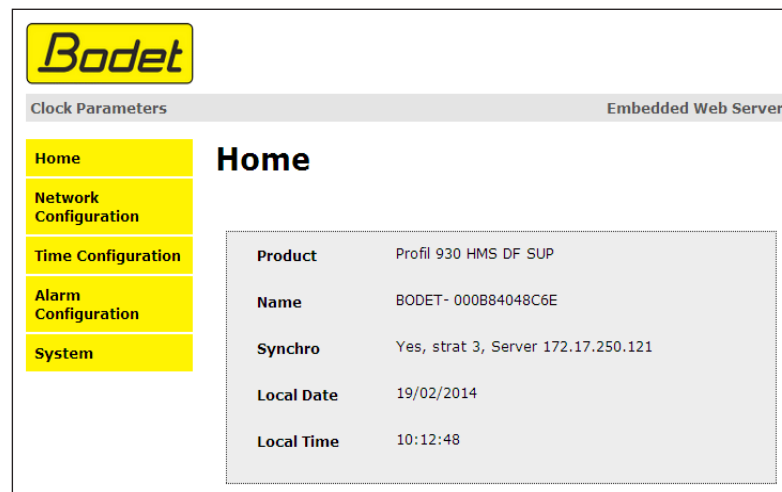 Bodet
Clock Parameters Embedded Web Server
Home
Network
Configuration
Time Configuration
Alarm
Configuration
System
Home
Product Profil 930 HMS DF SUP
Name BODET- 000B84048C6E
Synchro Yes, strat 3, Server 172.17.250.121
Local Date 19/02/2014
Local Time 10:12:48